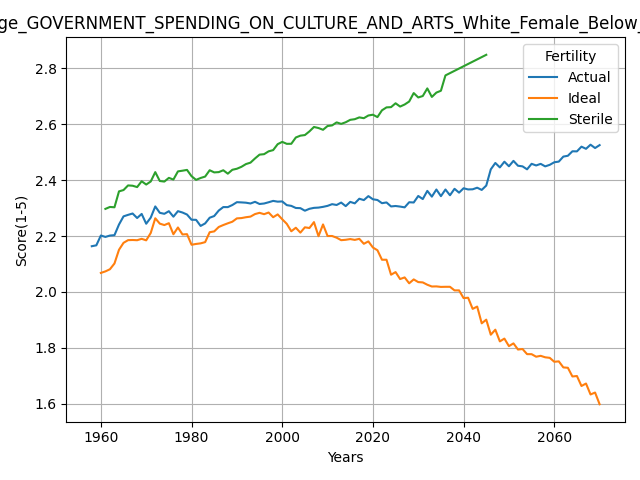 ge_GOVERNMENT_SPENDING_ON_CULTURE_AND_ARTS_White_Female_Below_
Fertility
Actual
Ideal
Sterile
Score(1-5)
2.8
2.6
2.4
2.2
2.0
1.8
1.6
1960 1980 2000 2020 2040 2060
Years